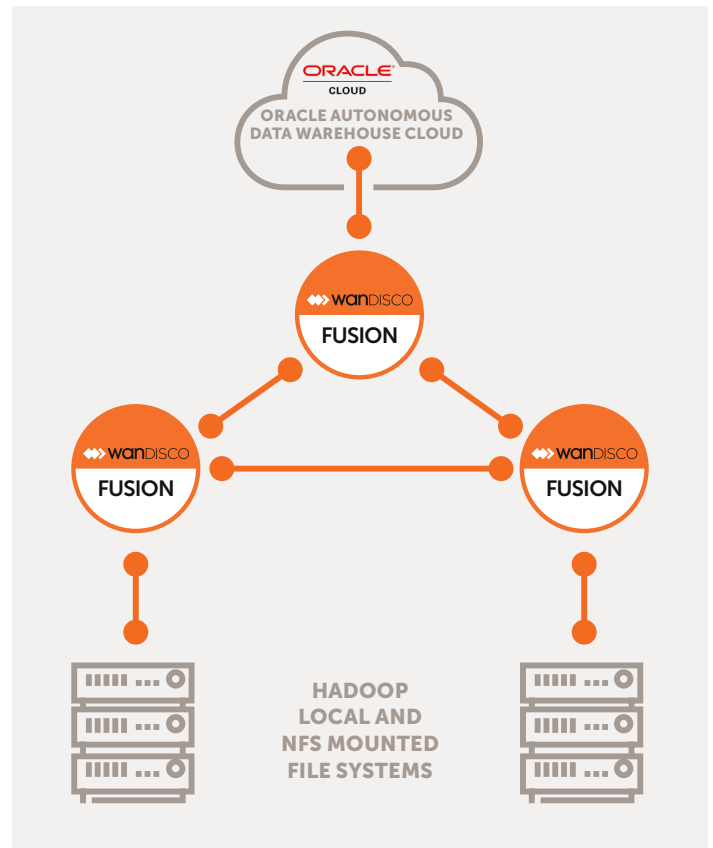 ORACLE®
CLOUD
ORACLE AUTONOMOUS
DATA WAREHOUSE CLOUD
WANDISCO
FUSION
WANDISCO
FUSION
WANDISCO
FUSION
HADOOP
LOCAL AND
NFS MOUNTED
FILE SYSTEMS